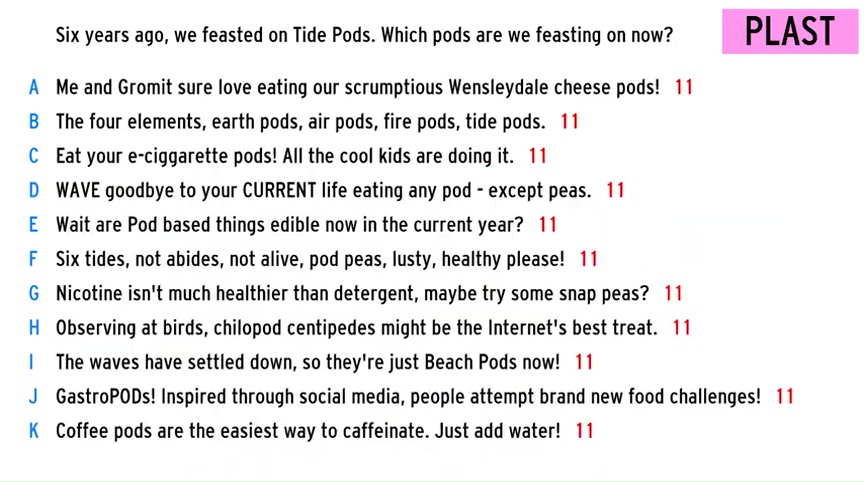 Six years ago, we feasted on Tide Pods. Which pods are we feasting on now?
PLAST
A Me and Gromit sure love eating our scrumptious Wensleydale cheese pods! 11
B The four elements, earth pods, air pods, fire pods, tide pods. 11
C Eat your e-ciggarette pods! All the cool kids are doing it. 11
D WAVE goodbye to your CURRENT life eating any pod - except peas. 11
E Wait are Pod based things edible now in the current year? 11
F Six tides, not abides, not alive, pod peas, lusty, healthy please! 11
G Nicotine isn't much healthier than detergent, maybe try some snap peas? 11
H Observing at birds, chilopod centipedes might be the Internet's best treat. 11
I The waves have settled down, so they're just Beach Pods now! 11
J GastroPODs! Inspired through social media, people attempt brand new food challenges! 11
K Coffee pods are the easiest way to caffeinate. Just add water! 11